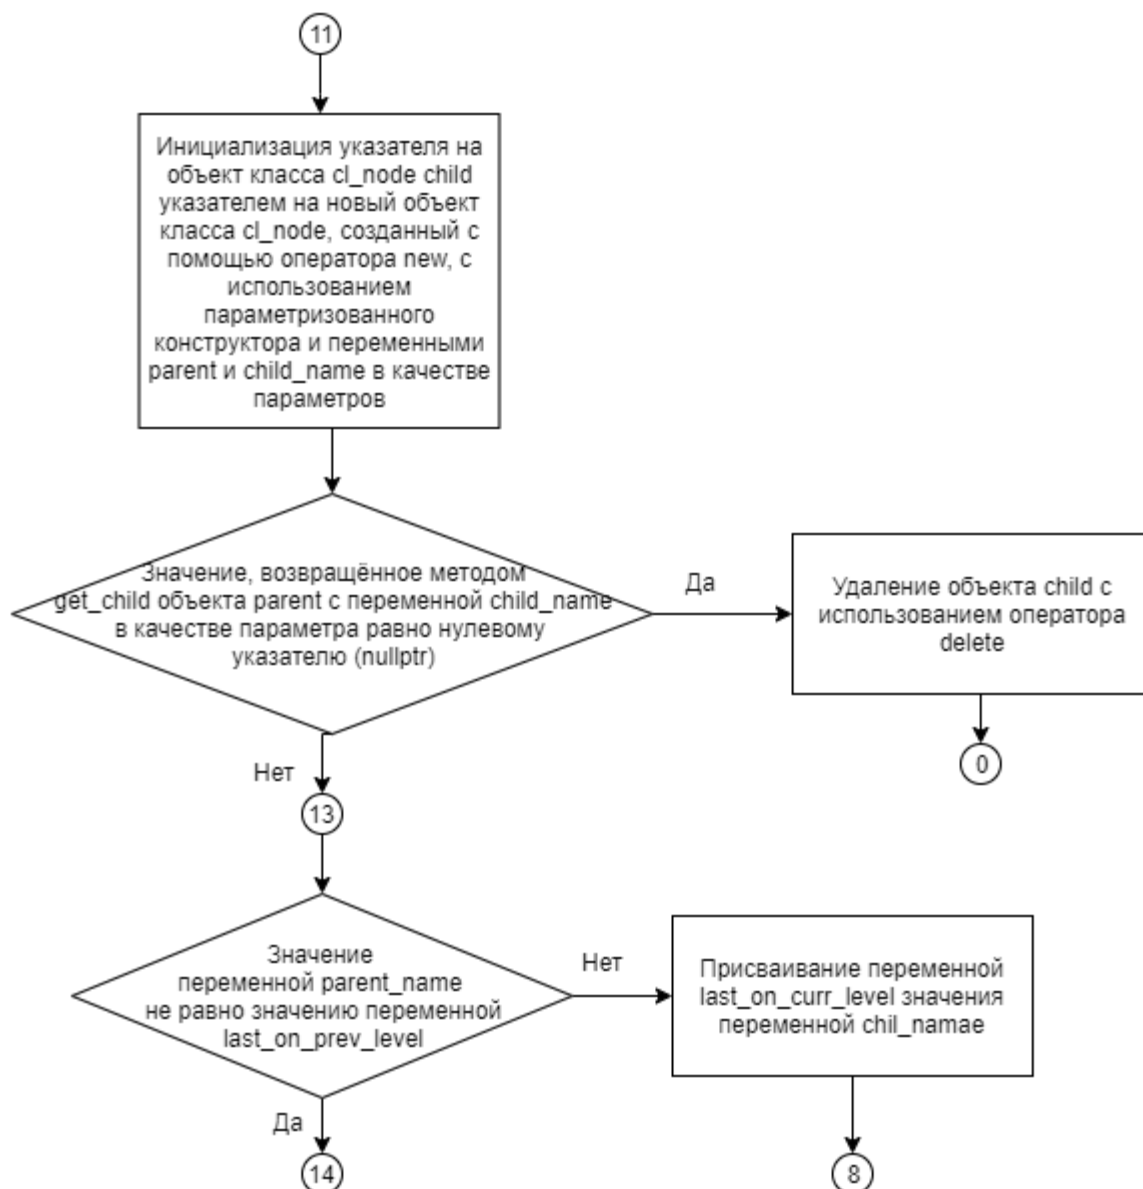 11
Инициализация указателя на
объект класса cl_node child
указателем на новый объект
класса cl_node, созданный с
помощью оператора new, с
использованием
параметризованного
конструктора и переменными
parent и child_name в качестве
параметров
Значение, возвращённое методом
get_child объекта parent с переменной child_name
в качестве параметра равно нулевому
указателю (nullptr)
Да
Удаление объекта child с
использованием оператора
delete
0
Нет
13
Значение
переменной parent_name
не равно значению переменной
last_on_prev_level
Нет
Присваивание переменной
last_on_curr_level значения
переменной chil_namae
Да
14
8